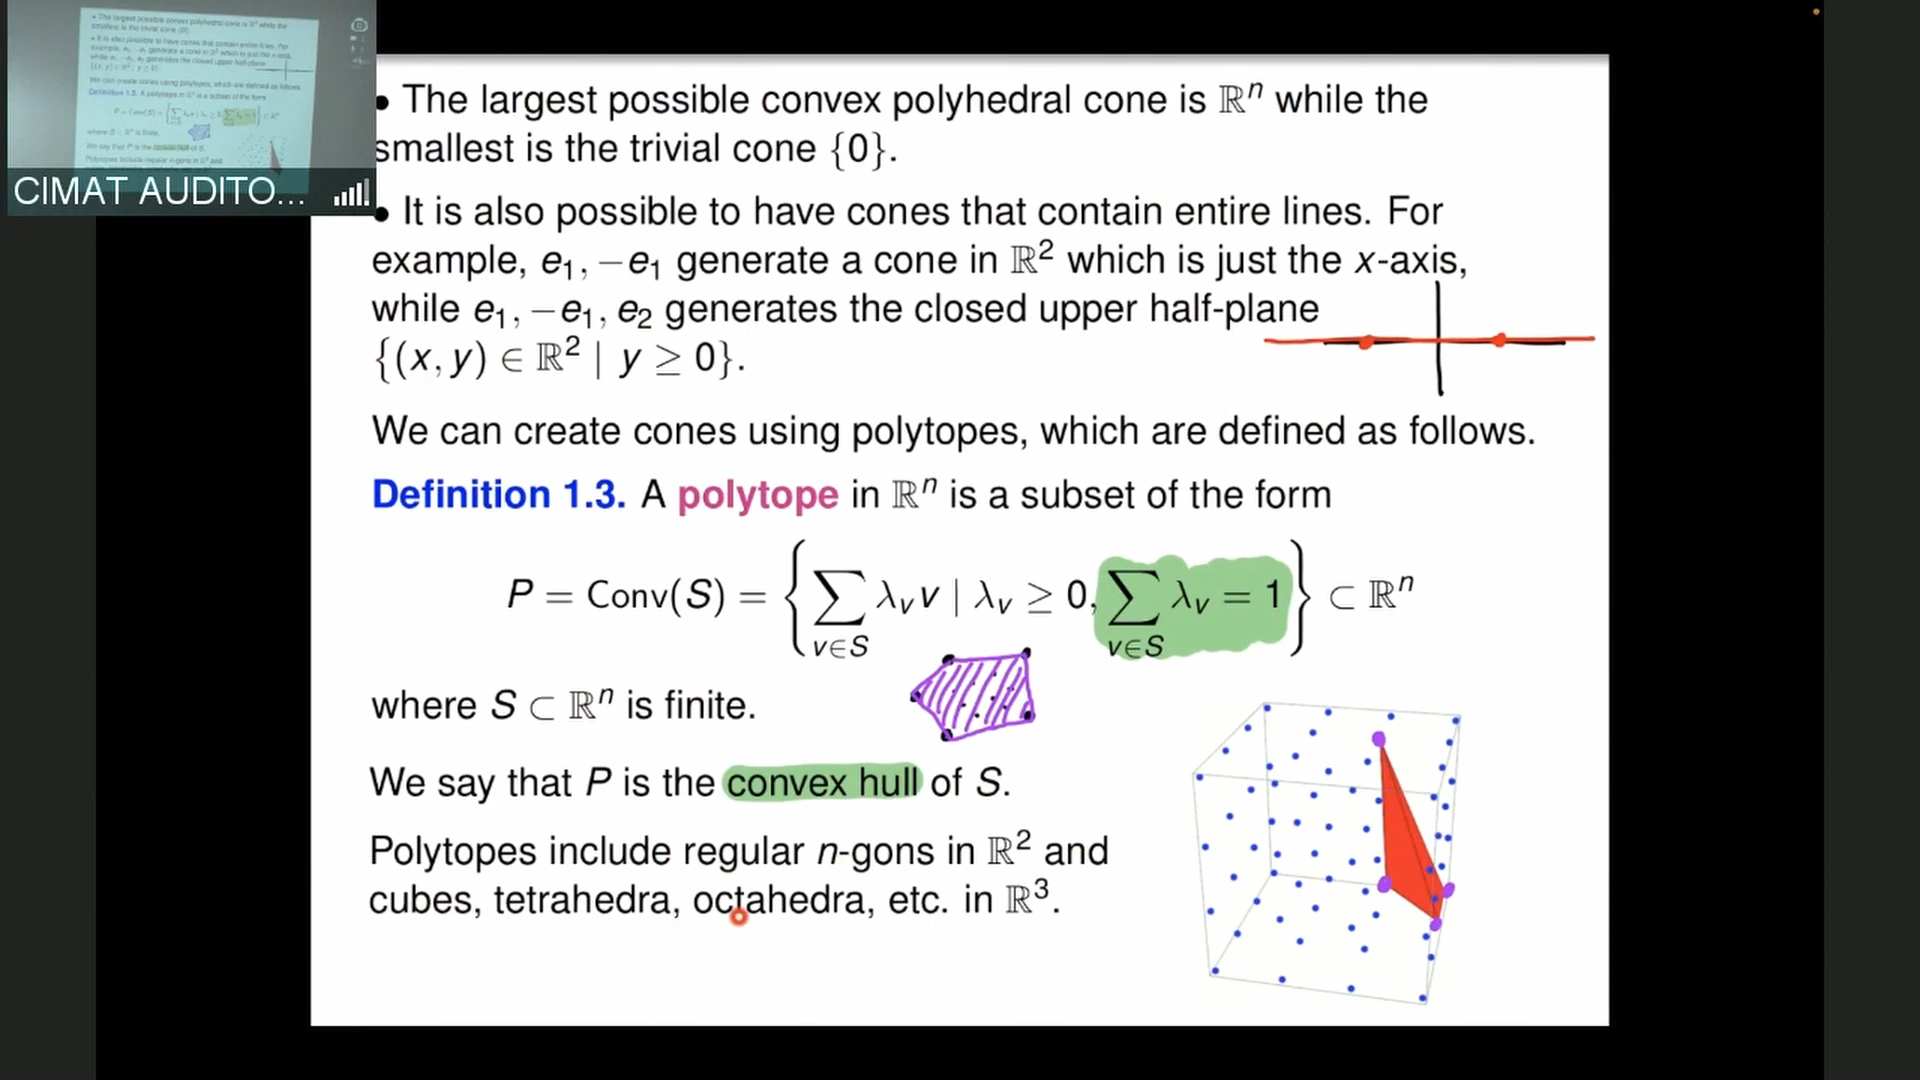 • The largest possible convex polyhedral cone is ℝⁿ while the
smallest is the trivial cone {0}.
• It is also possible to have cones that contain entire lines. For
example, e₁, −e₁ generate a cone in ℝ² which is just the x-axis,
while e₁, −e₁, e₂ generates the closed upper half-plane
{(x, y) ∈ ℝ² | y ≥ 0}.
We can create cones using polytopes, which are defined as follows.
Definition 1.3. A polytope in ℝⁿ is a subset of the form
P = Conv(S) = { ∑_{v∈S} λᵥv | λᵥ ≥ 0, ∑_{v∈S} λᵥ = 1 } ⊂ ℝⁿ
where S ⊂ ℝⁿ is finite.
We say that P is the convex hull of S.
Polytopes include regular n-gons in ℝ² and
cubes, tetrahedra, octahedra, etc. in ℝ³.
CIMAT AUDITO...